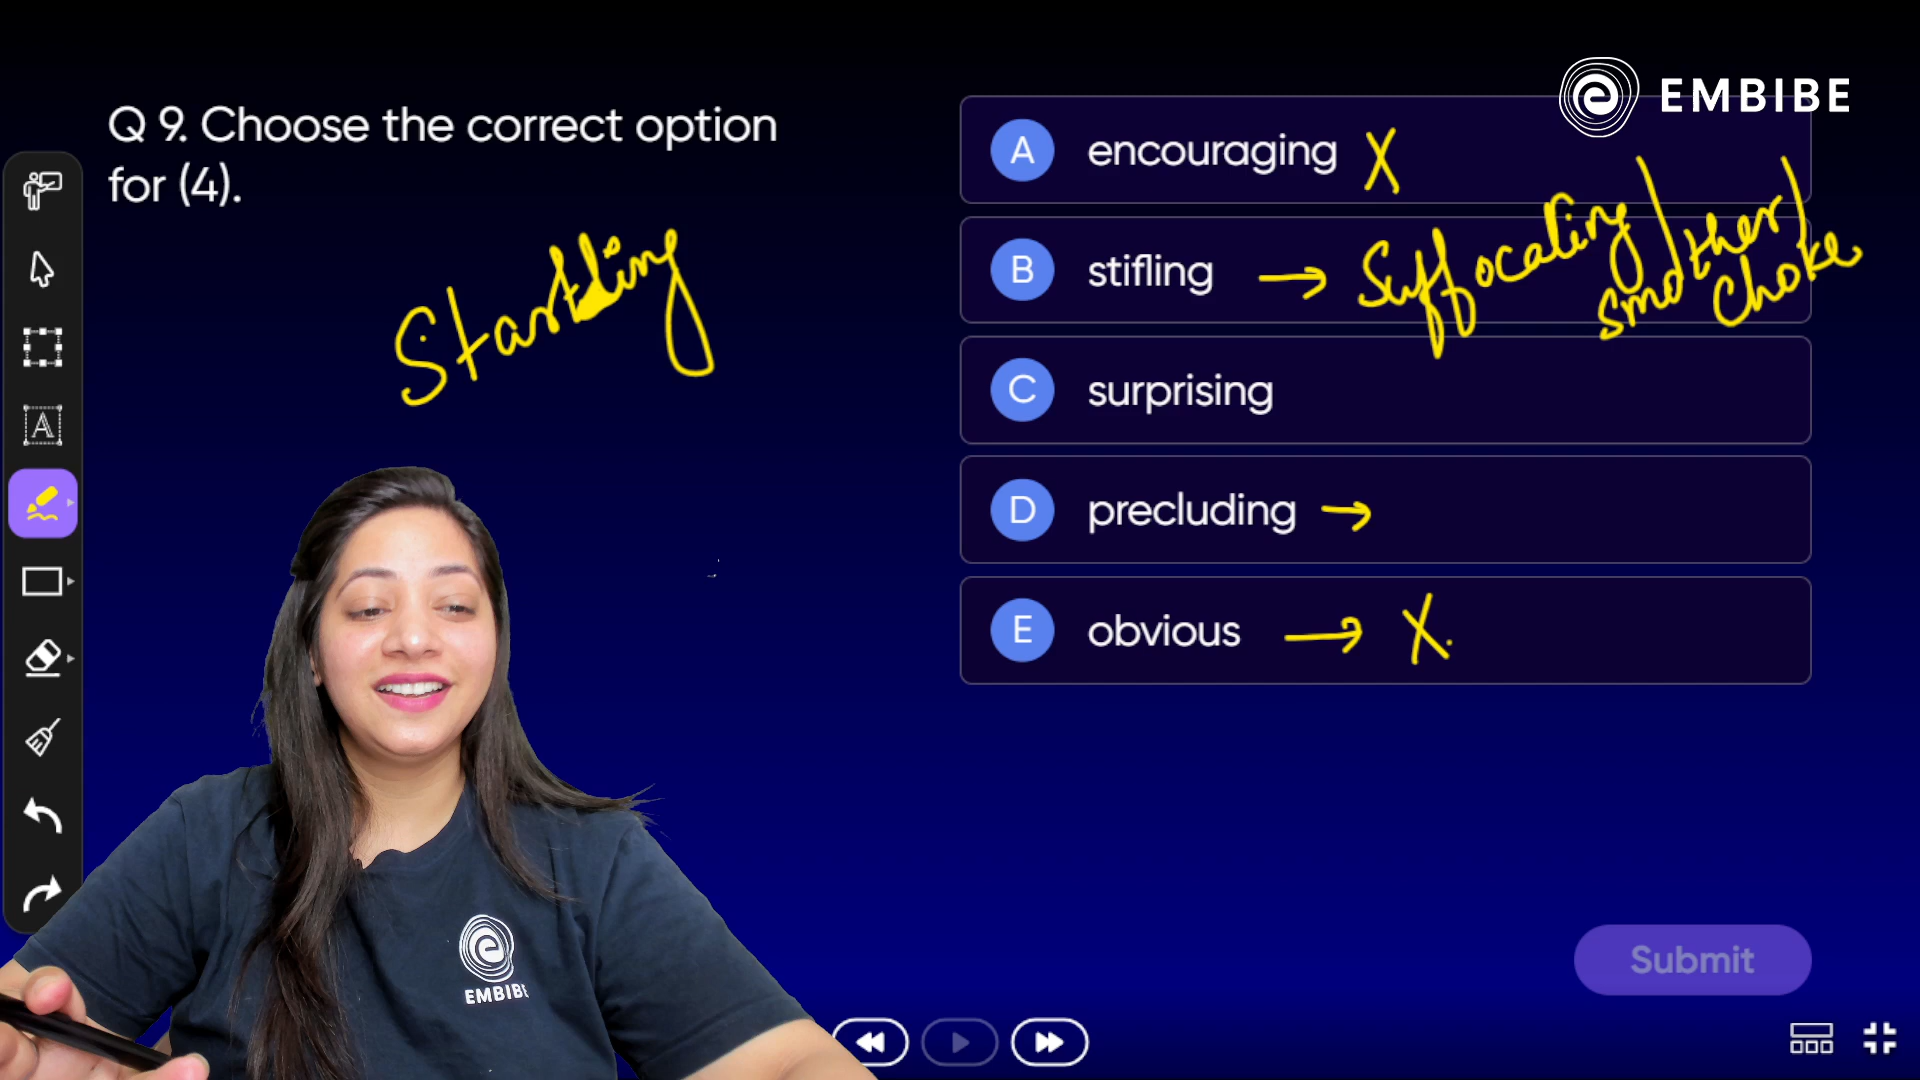 EMBIBE
Q 9. Choose the correct option
for (4).
Startling
A encouraging X
B stifling → Suffocating / smother / choke
C surprising
D precluding →
E obvious → X.
EMBIBE
Submit